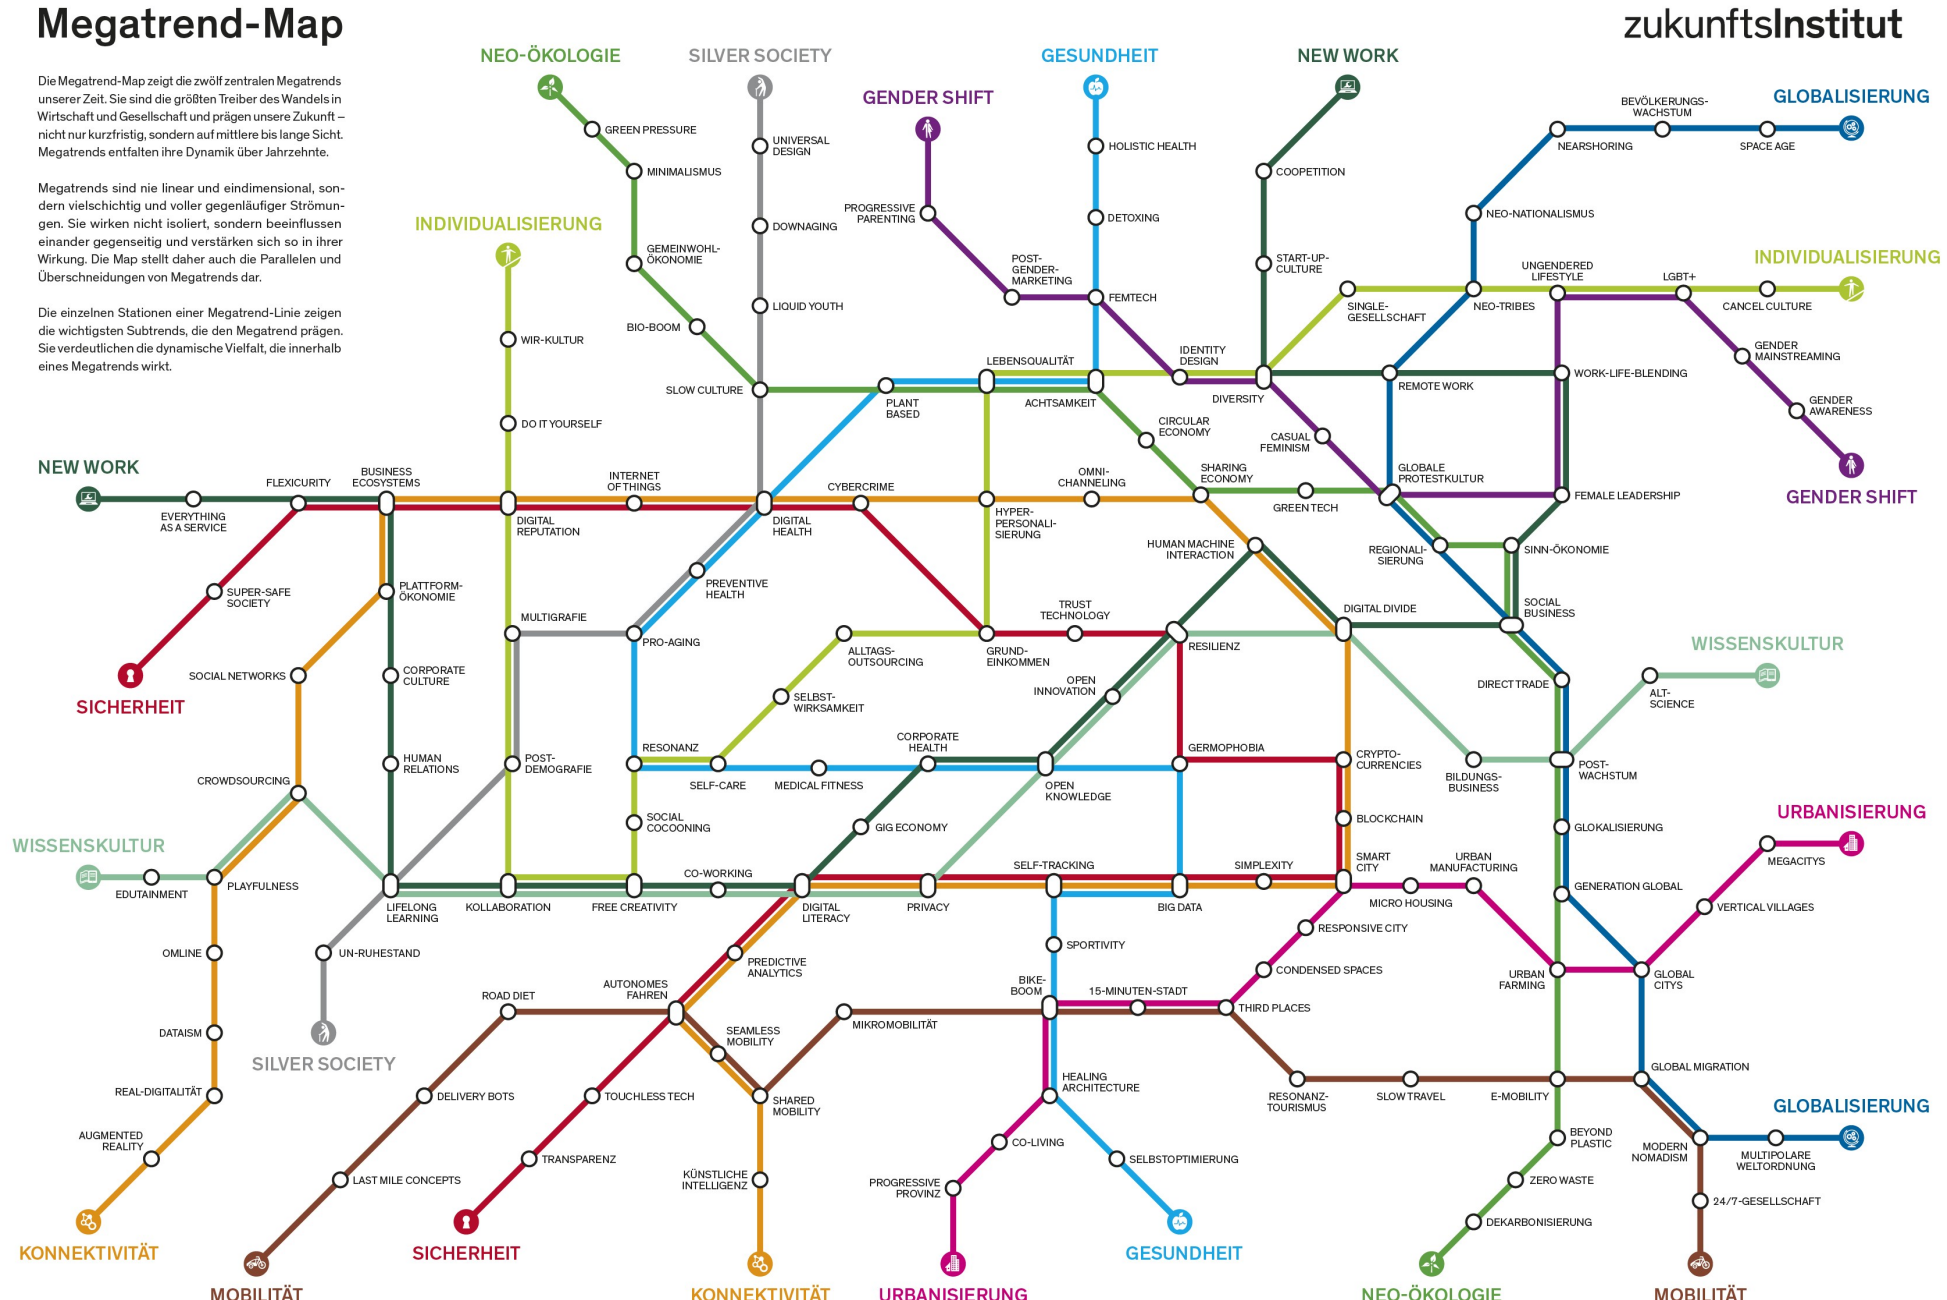 Megatrend-Map
zukunftsInstitut
Die Megatrend-Map zeigt die zwölf zentralen Megatrends
unserer Zeit. Sie sind die größten Treiber des Wandels in
Wirtschaft und Gesellschaft und prägen unsere Zukunft –
nicht nur kurzfristig, sondern auf mittlere bis lange Sicht.
Megatrends entfalten ihre Dynamik über Jahrzehnte.
Megatrends sind nie linear und eindimensional, son-
dern vielschichtig und voller gegenläufiger Strömun-
gen. Sie wirken nicht isoliert, sondern beeinflussen
einander gegenseitig und verstärken sich so in ihrer
Wirkung. Die Map stellt daher auch die Parallelen und
Überschneidungen von Megatrends dar.
Die einzelnen Stationen einer Megatrend-Linie zeigen
die wichtigsten Subtrends, die den Megatrend prägen.
Sie verdeutlichen die dynamische Vielfalt, die innerhalb
eines Megatrends wirkt.
NEO-ÖKOLOGIE
SILVER SOCIETY
GESUNDHEIT
NEW WORK
GENDER SHIFT
GLOBALISIERUNG
BEVÖLKERUNGS-
WACHSTUM
GREEN PRESSURE
UNIVERSAL
DESIGN
HOLISTIC HEALTH
NEARSHORING
SPACE AGE
MINIMALISMUS
COOPETITION
PROGRESSIVE
PARENTING
DETOXING
NEO-NATIONALISMUS
INDIVIDUALISIERUNG
DOWNAGING
GEMEINWOHL-
ÖKONOMIE
POST-
GENDER-
MARKETING
START-UP-
CULTURE
UNGENDERED
LIFESTYLE
LGBT+
INDIVIDUALISIERUNG
LIQUID YOUTH
FEMTECH
SINGLE-
GESELLSCHAFT
NEO-TRIBES
CANCEL CULTURE
BIO-BOOM
WIR-KULTUR
LEBENSQUALITÄT
IDENTITY
DESIGN
GENDER
MAINSTREAMING
SLOW CULTURE
PLANT
BASED
ACHTSAMKEIT
DIVERSITY
REMOTE WORK
WORK-LIFE-BLENDING
DO IT YOURSELF
CIRCULAR
ECONOMY
CASUAL
FEMINISM
GENDER
AWARENESS
NEW WORK
FLEXICURITY
BUSINESS
ECOSYSTEMS
INTERNET
OF THINGS
CYBERCRIME
OMNI-
CHANNELING
SHARING
ECONOMY
GLOBALE
PROTESTKULTUR
FEMALE LEADERSHIP
GENDER SHIFT
EVERYTHING
AS A SERVICE
DIGITAL
REPUTATION
DIGITAL
HEALTH
HYPER-
PERSONALI-
SIERUNG
GREEN TECH
HUMAN MACHINE
INTERACTION
REGIONALI-
SIERUNG
SINN-ÖKONOMIE
SUPER-SAFE
SOCIETY
PLATTFORM-
ÖKONOMIE
PREVENTIVE
HEALTH
MULTIGRAFIE
PRO-AGING
TRUST
TECHNOLOGY
DIGITAL DIVIDE
SOCIAL
BUSINESS
ALLTAGS-
OUTSOURCING
GRUND-
EINKOMMEN
RESILIENZ
WISSENSKULTUR
SOCIAL NETWORKS
CORPORATE
CULTURE
SELBST-
WIRKSAMKEIT
OPEN
INNOVATION
DIRECT TRADE
ALT-
SCIENCE
SICHERHEIT
HUMAN
RELATIONS
POST-
DEMOGRAFIE
RESONANZ
CORPORATE
HEALTH
GERMOPHOBIA
CRYPTO-
CURRENCIES
CROWDSOURCING
SELF-CARE
MEDICAL FITNESS
OPEN
KNOWLEDGE
BILDUNGS-
BUSINESS
POST-
WACHSTUM
SOCIAL
COCOONING
GIG ECONOMY
BLOCKCHAIN
GLOKALISIERUNG
URBANISIERUNG
WISSENSKULTUR
MEGACITYS
EDUTAINMENT
PLAYFULNESS
CO-WORKING
SELF-TRACKING
SIMPLEXITY
SMART
CITY
URBAN
MANUFACTURING
GENERATION GLOBAL
LIFELONG
LEARNING
KOLLABORATION
FREE CREATIVITY
DIGITAL
LITERACY
PRIVACY
BIG DATA
MICRO HOUSING
VERTICAL VILLAGES
RESPONSIVE CITY
OMLINE
UN-RUHESTAND
PREDICTIVE
ANALYTICS
SPORTIVITY
CONDENSED SPACES
URBAN
FARMING
GLOBAL
CITYS
ROAD DIET
AUTONOMES
FAHREN
BIKE-
BOOM
15-MINUTEN-STADT
THIRD PLACES
MIKROMOBILITÄT
DATAISM
SEAMLESS
MOBILITY
SILVER SOCIETY
REAL-DIGITALITÄT
DELIVERY BOTS
TOUCHLESS TECH
SHARED
MOBILITY
HEALING
ARCHITECTURE
RESONANZ-
TOURISMUS
SLOW TRAVEL
E-MOBILITY
GLOBAL MIGRATION
GLOBALISIERUNG
AUGMENTED
REALITY
CO-LIVING
BEYOND
PLASTIC
MODERN
NOMADISM
MULTIPOLARE
WELTORDNUNG
TRANSPARENZ
SELBSTOPTIMIERUNG
LAST MILE CONCEPTS
KÜNSTLICHE
INTELLIGENZ
PROGRESSIVE
PROVINZ
ZERO WASTE
24/7-GESELLSCHAFT
DEKARBONISIERUNG
KONNEKTIVITÄT
SICHERHEIT
GESUNDHEIT
MOBILITÄT
KONNEKTIVITÄT
URBANISIERUNG
NEO-ÖKOLOGIE
MOBILITÄT